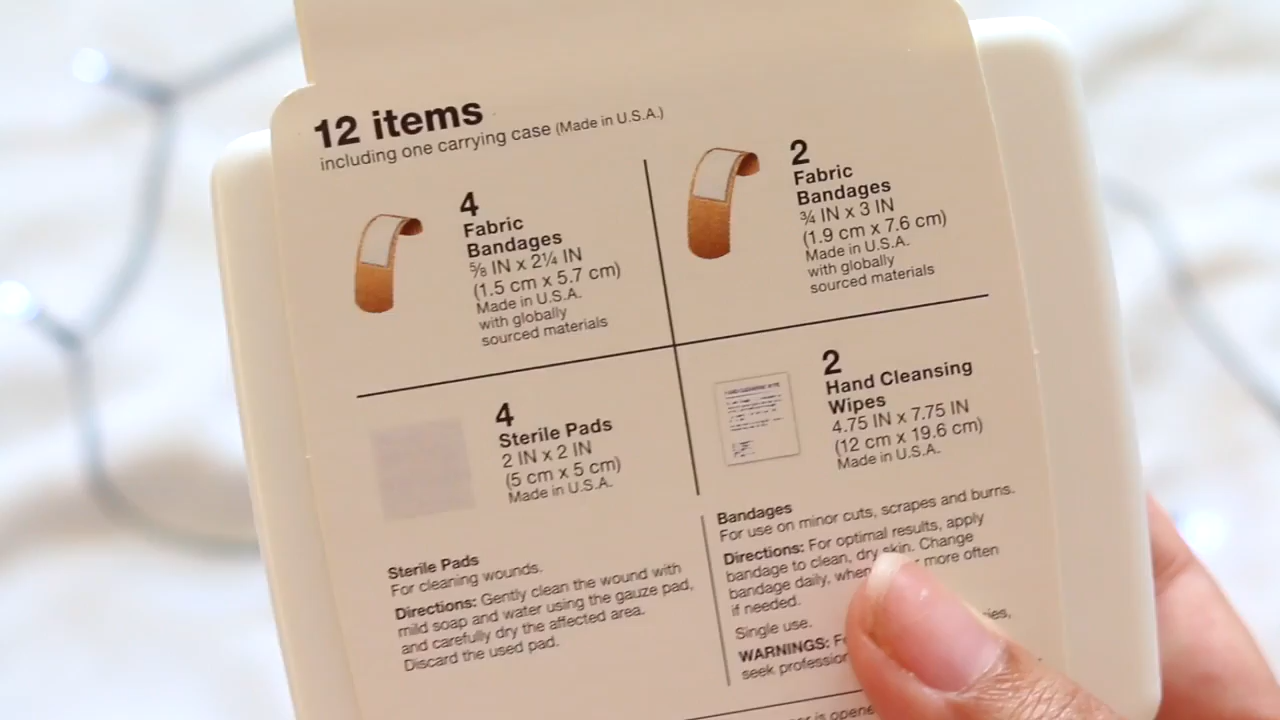 12 items
including one carrying case (Made in U.S.A.)
4
Fabric
Bandages
⅝ IN x 2¼ IN
(1.5 cm x 5.7 cm)
Made in U.S.A.
with globally
sourced materials
2
Fabric
Bandages
¾ IN x 3 IN
(1.9 cm x 7.6 cm)
Made in U.S.A.
with globally
sourced materials
4
Sterile Pads
2 IN x 2 IN
(5 cm x 5 cm)
Made in U.S.A.
2
Hand Cleansing
Wipes
4.75 IN x 7.75 IN
(12 cm x 19.6 cm)
Made in U.S.A.
Sterile Pads
For cleaning wounds.
Directions: Gently clean the wound with
mild soap and water using the gauze pad,
and carefully dry the affected area.
Discard the used pad.
Bandages
For use on minor cuts, scrapes and burns.
Directions: For optimal results, apply
bandage to clean, dry skin. Change
bandage daily, when more often
if needed.
Single use.
WARNINGS:
seek
is